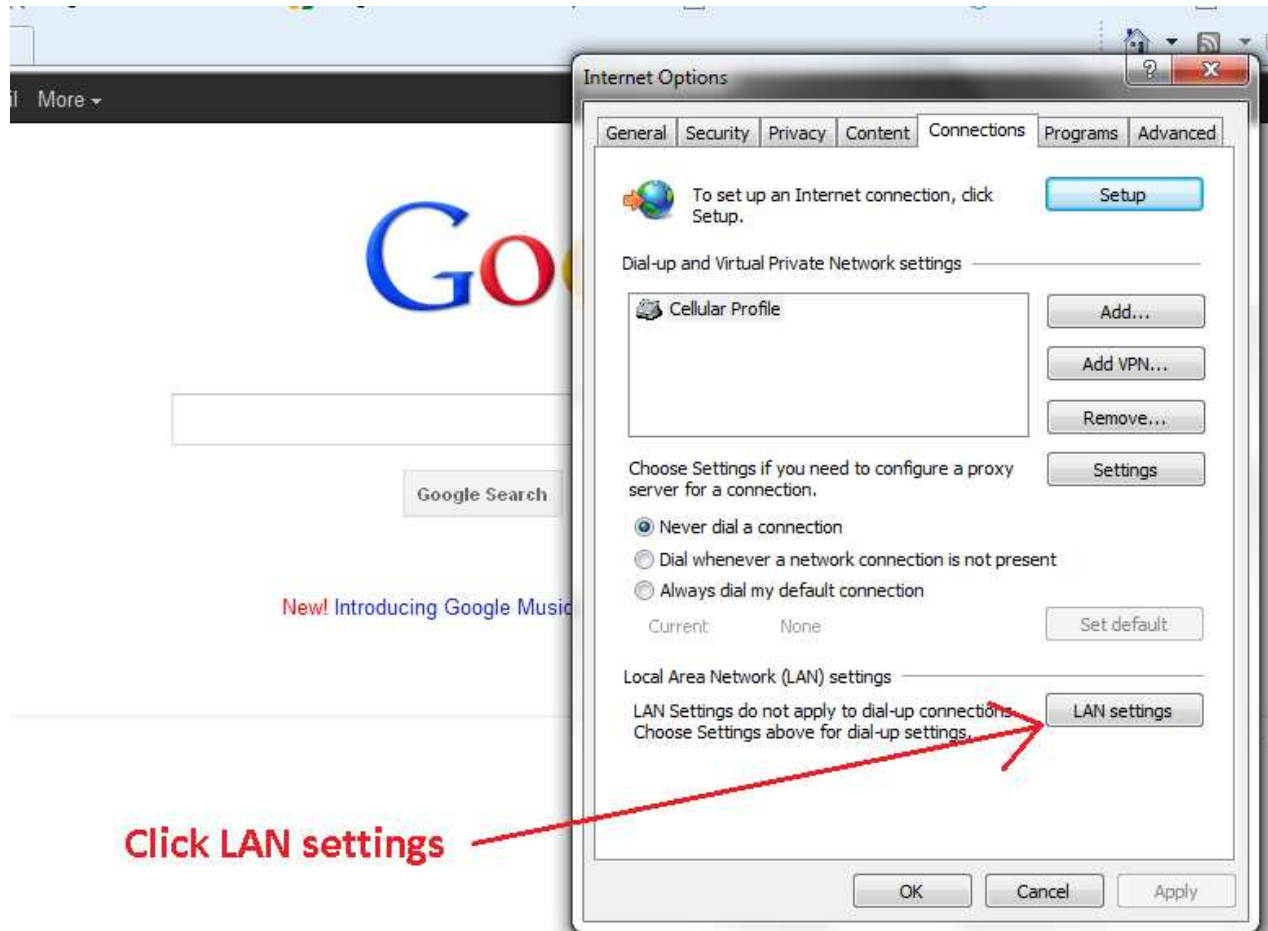 il More
Internet Options
General Security Privacy Content Connections Programs Advanced
To set up an Internet connection, click
Setup.
Setup
Dial-up and Virtual Private Network settings
Cellular Profile
Add...
Add VPN...
Remove...
Choose Settings if you need to configure a proxy
server for a connection.
Settings
Never dial a connection
Dial whenever a network connection is not present
Always dial my default connection
Current None
Set default
Local Area Network (LAN) settings
LAN Settings do not apply to dial-up connections.
Choose Settings above for dial-up settings.
LAN settings
OK Cancel Apply
Goo
Google Search
New! Introducing Google Music
Click LAN settings